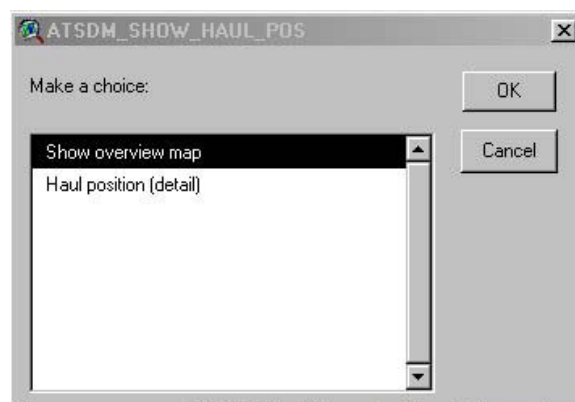 ATSDM_SHOW_HAUL_POS
Make a choice:
OK
Show overview map
Cancel
Haul position (detail)